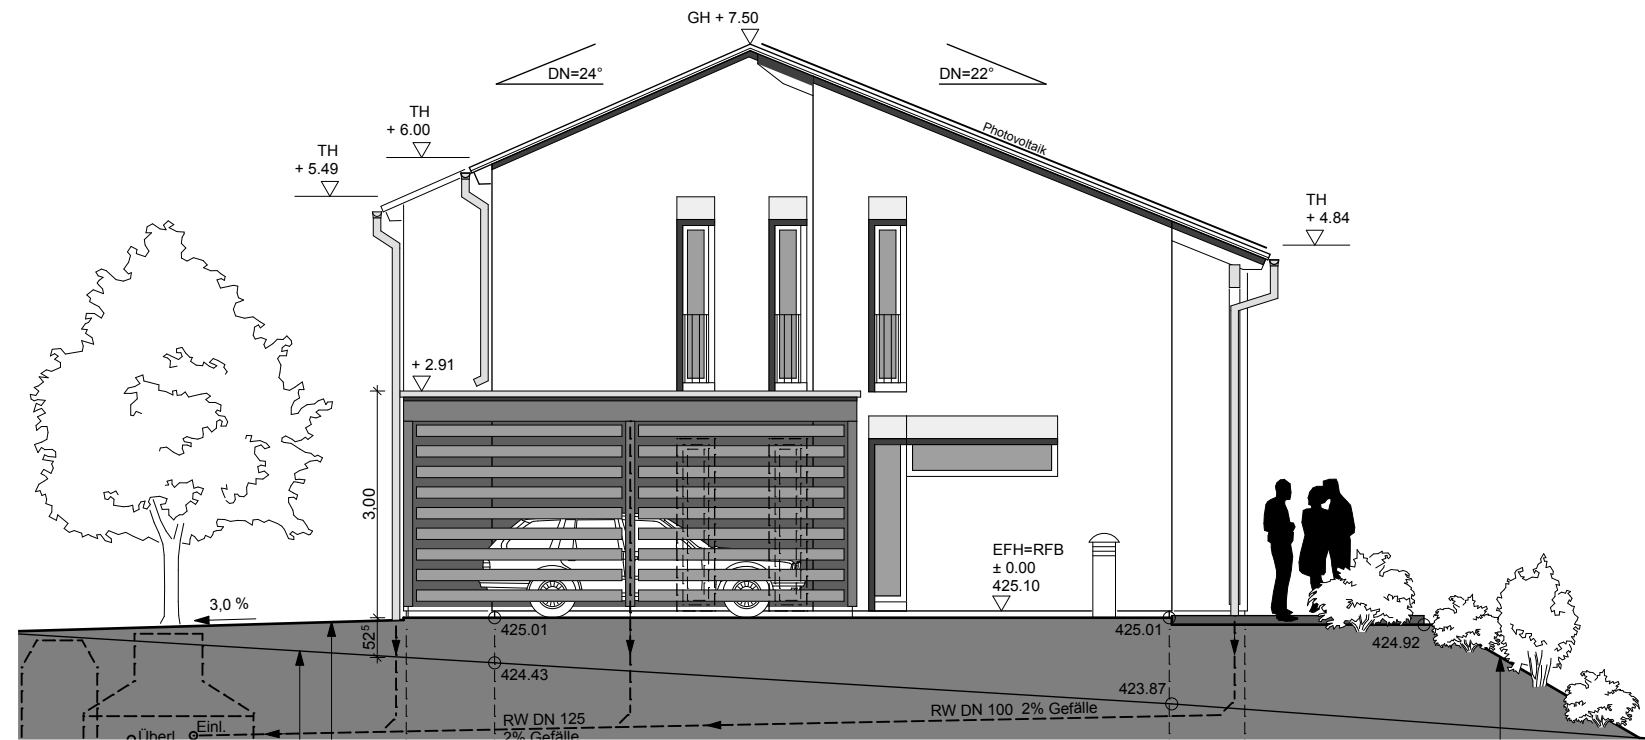 GH + 7.50
DN=24°
DN=22°
TH
+ 6.00
TH
+ 5.49
Photovoltaik
TH
+ 4.84
+ 2.91
3,00
EFH=RFB
± 0.00
425.10
3,0 %
52⁵
425.01
425.01
424.92
424.43
423.87
RW DN 125
2% Gefälle
RW DN 100 2% Gefälle
Einl.
Überl.